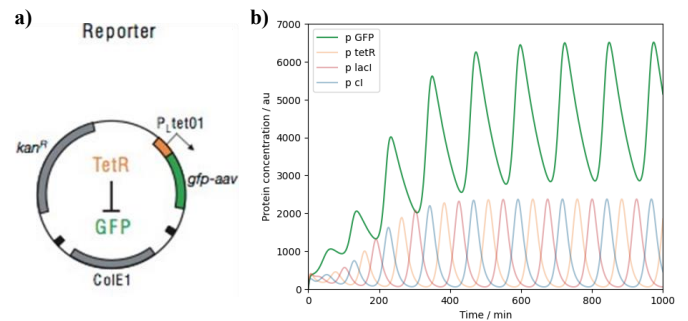 a)
Reporter
PLtet01
kanR
gfp-aav
TetR
GFP
ColE1
b)
Protein concentration / au
7000
6000
5000
4000
3000
2000
1000
0
p GFP
p tetR
p lacI
p cI
0
200
400
600
800
1000
Time / min